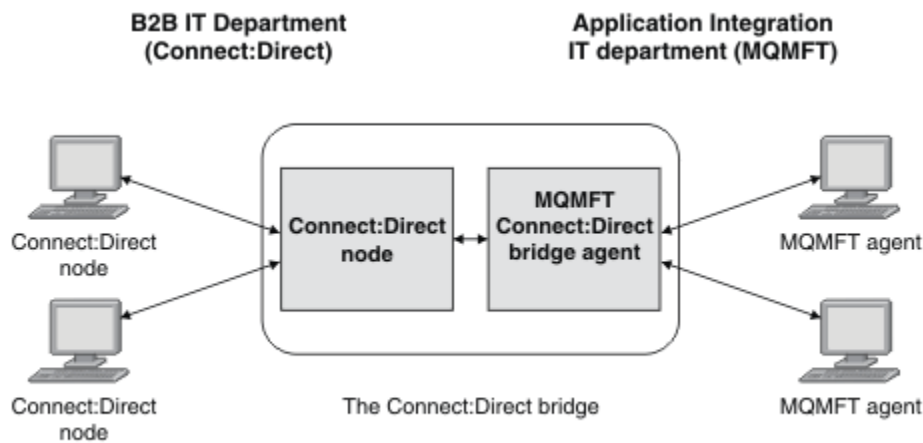 B2B IT Department
(Connect:Direct)
Application Integration
IT department (MQMFT)
Connect:Direct
node
Connect:Direct
node
Connect:Direct
node
MQMFT
Connect:Direct
bridge agent
MQMFT agent
MQMFT agent
The Connect:Direct bridge